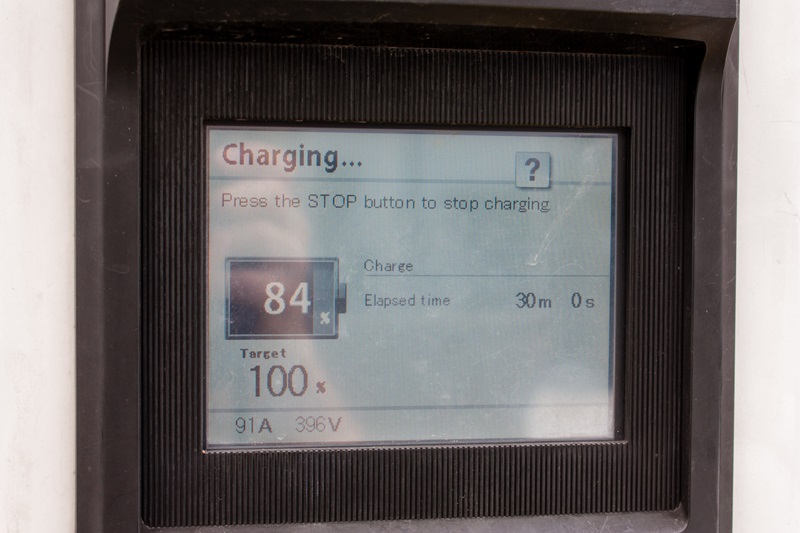 Charging...
?
Press the STOP button to stop charging
Charge
84%
Elapsed time 30m 0s
Target
100%
91A 396V